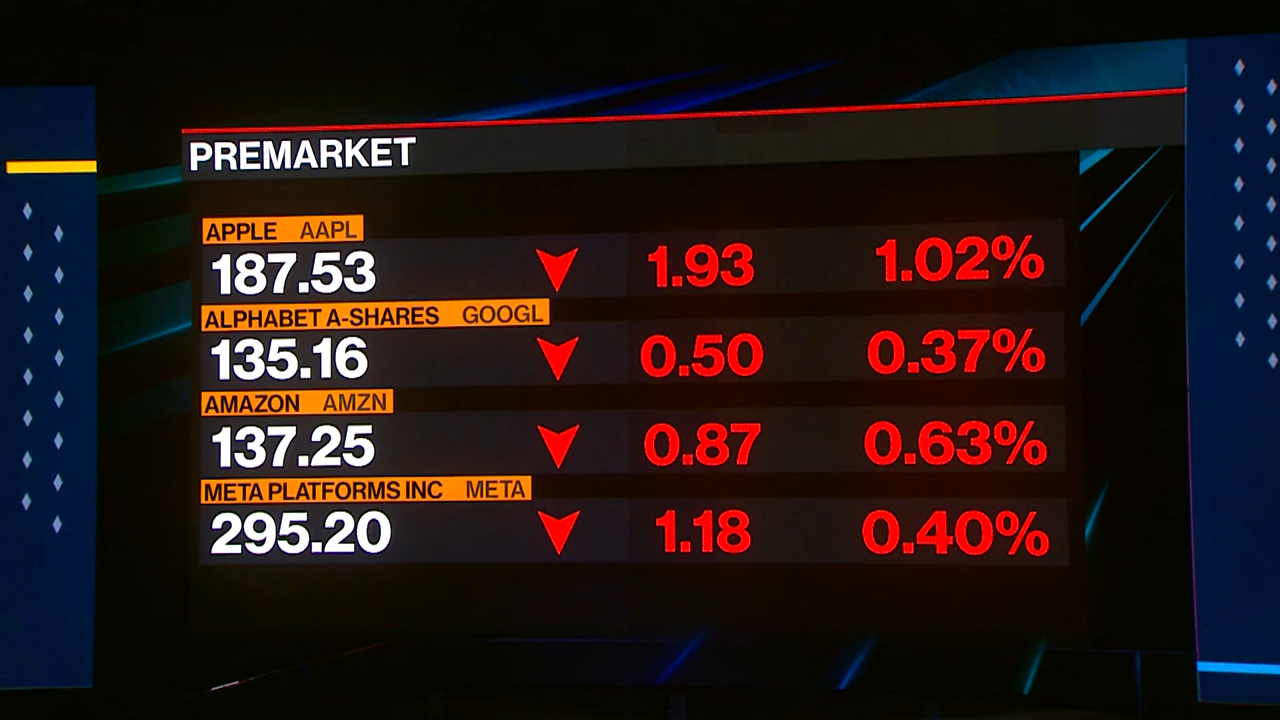 PREMARKET
APPLE AAPL
187.53 1.93 1.02%
ALPHABET A-SHARES GOOGL
135.16 0.50 0.37%
AMAZON AMZN
137.25 0.87 0.63%
META PLATFORMS INC META
295.20 1.18 0.40%